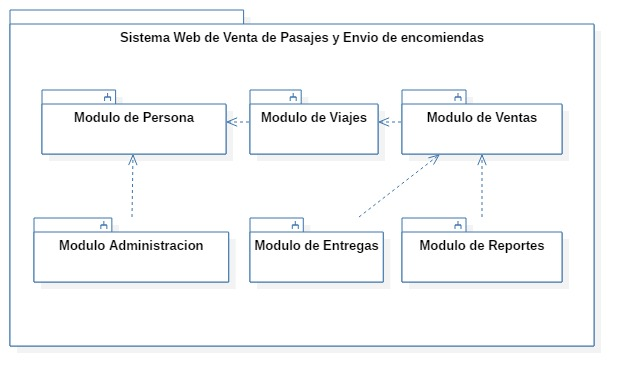 Sistema Web de Venta de Pasajes y Envio de encomiendas
Modulo de Persona
Modulo de Viajes
Modulo de Ventas
Modulo Administracion
Modulo de Entregas
Modulo de Reportes